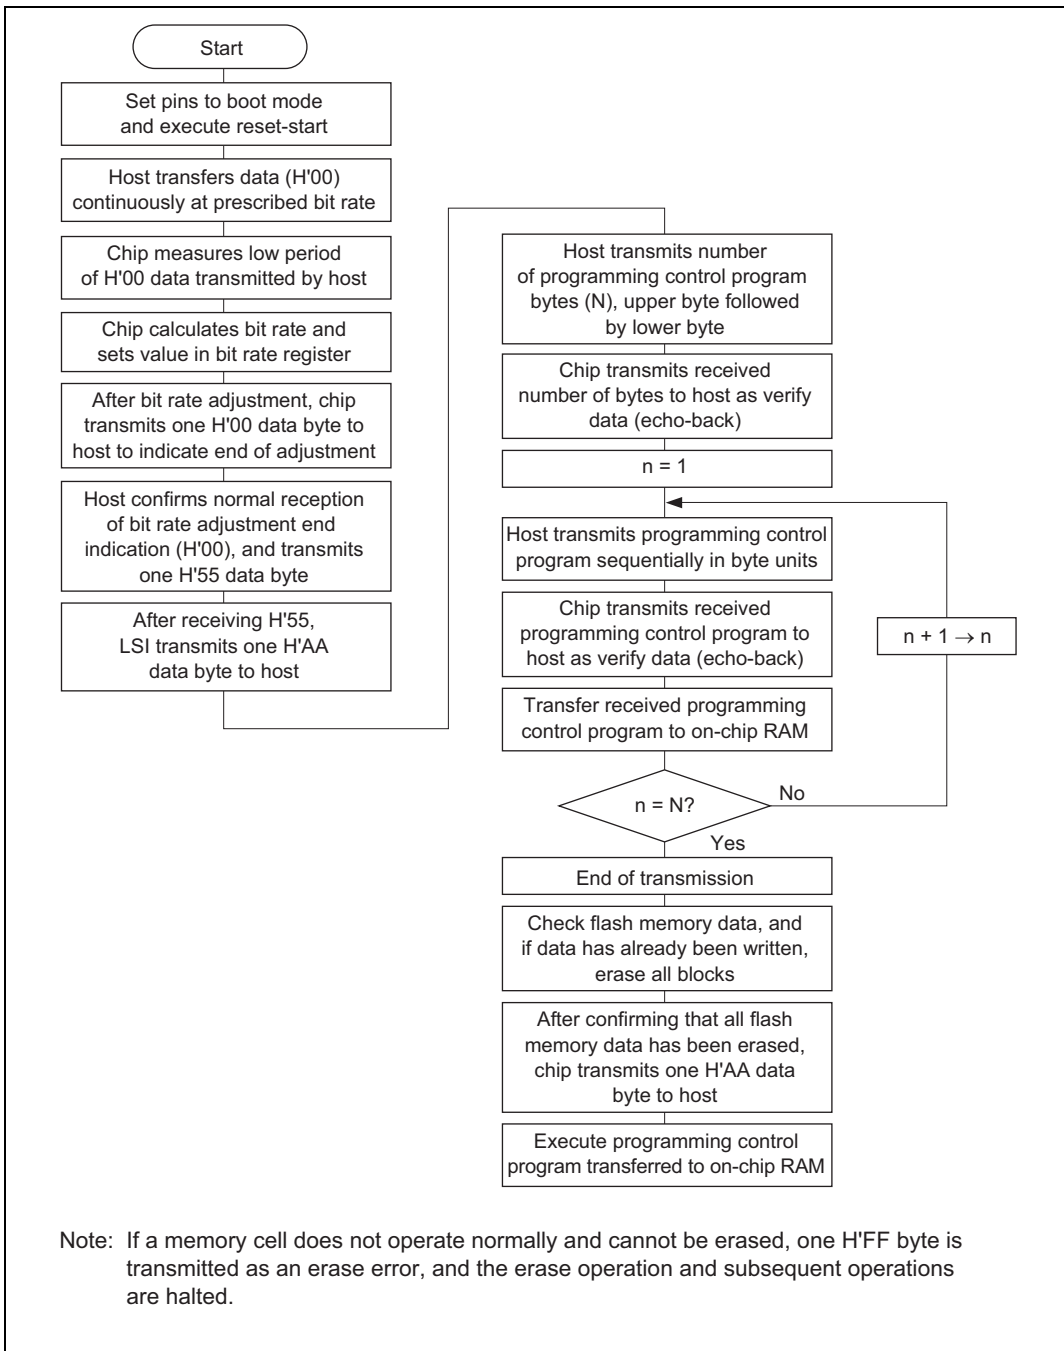 Start
Set pins to boot mode
and execute reset-start
Host transfers data (H'00)
continuously at prescribed bit rate
Chip measures low period
of H'00 data transmitted by host
Chip calculates bit rate and
sets value in bit rate register
After bit rate adjustment, chip
transmits one H'00 data byte to
host to indicate end of adjustment
Host confirms normal reception
of bit rate adjustment end
indication (H'00), and transmits
one H'55 data byte
After receiving H'55,
LSI transmits one H'AA
data byte to host
Host transmits number
of programming control program
bytes (N), upper byte followed
by lower byte
Chip transmits received
number of bytes to host as verify
data (echo-back)
n = 1
Host transmits programming control
program sequentially in byte units
Chip transmits received
programming control program to
host as verify data (echo-back)
n + 1 → n
Transfer received programming
control program to on-chip RAM
n = N?
No
Yes
End of transmission
Check flash memory data, and
if data has already been written,
erase all blocks
After confirming that all flash
memory data has been erased,
chip transmits one H'AA data
byte to host
Execute programming control
program transferred to on-chip RAM
Note: If a memory cell does not operate normally and cannot be erased, one H'FF byte is
transmitted as an erase error, and the erase operation and subsequent operations
are halted.